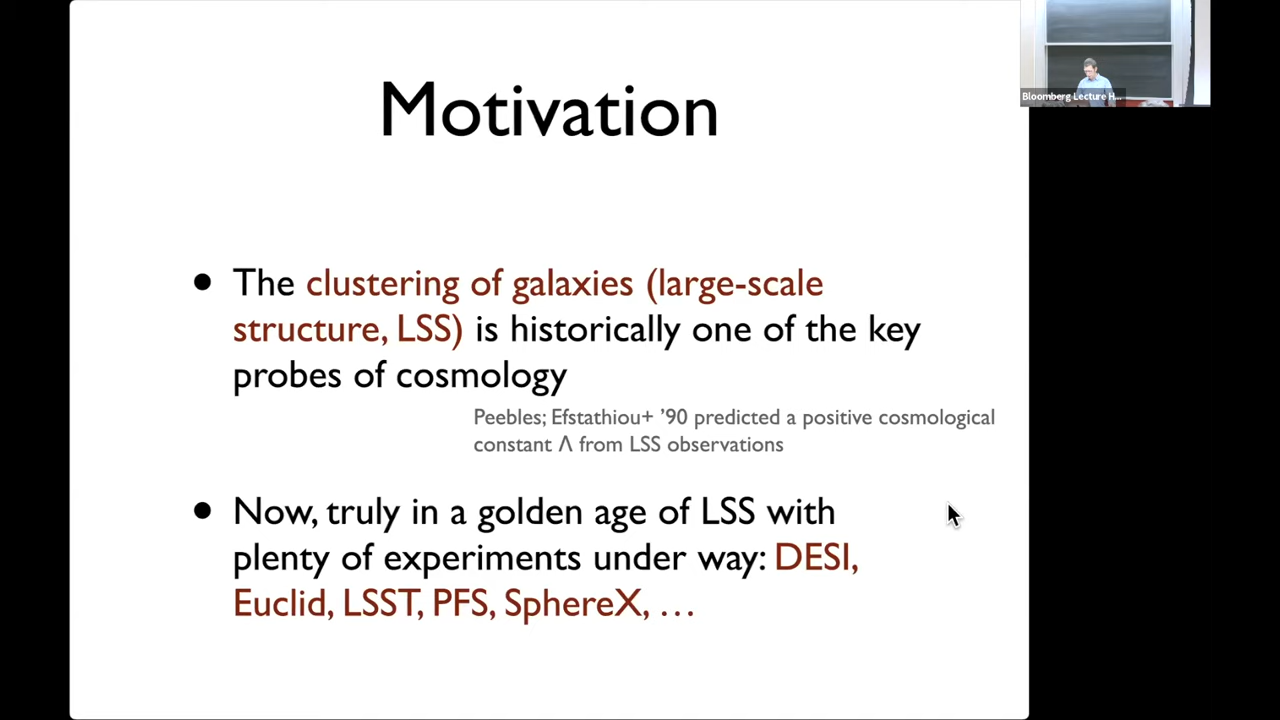 Bloomberg Lecture H...
Motivation
• The clustering of galaxies (large-scale
structure, LSS) is historically one of the key
probes of cosmology
Peebles; Efstathiou+ ’90 predicted a positive cosmological
constant Λ from LSS observations
• Now, truly in a golden age of LSS with
plenty of experiments under way: DESI,
Euclid, LSST, PFS, SphereX, …